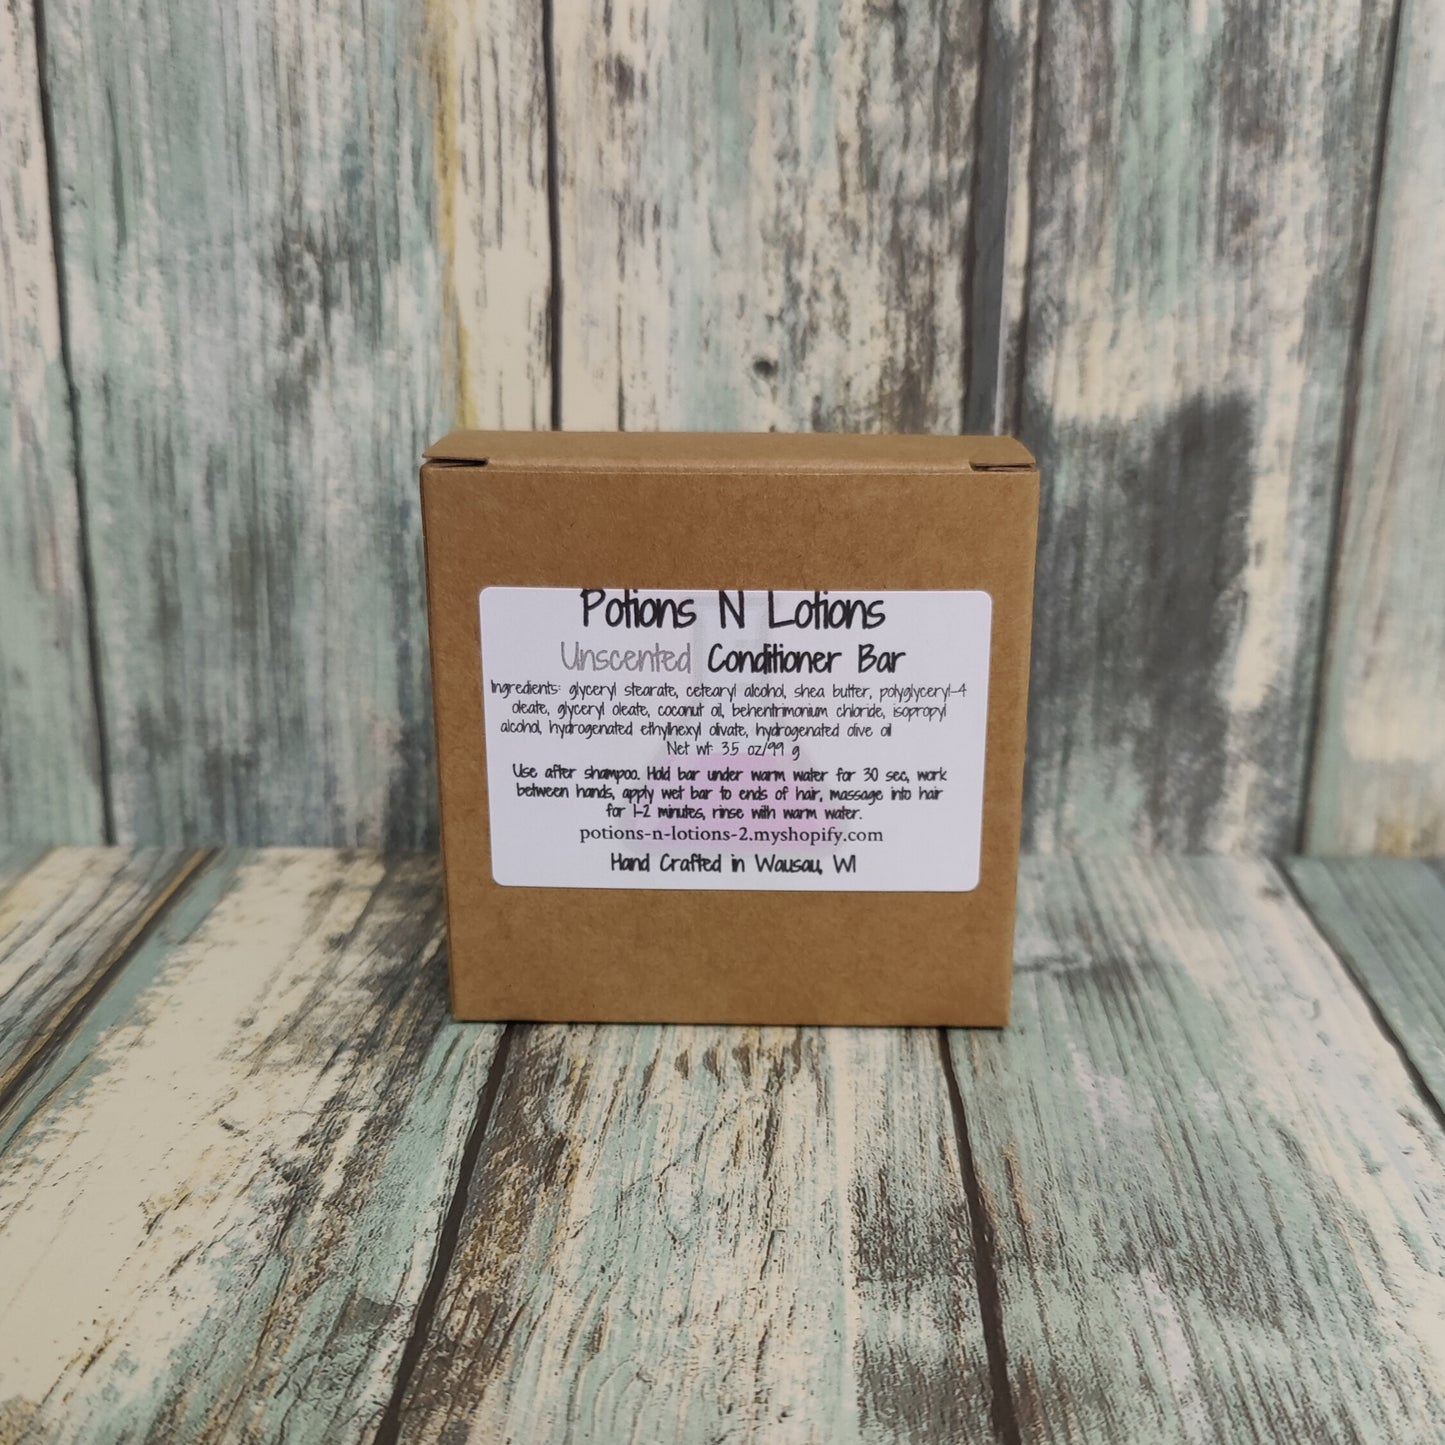 Potions N Lotions
Unscented Conditioner Bar
Ingredients: glyceryl stearate, cetearyl alcohol, shea butter, polyglyceryl-4
oleate, glyceryl oleate, coconut oil, behentrimonium chloride, isopropyl
alcohol, hydrogenated ethylhexyl olivate, hydrogenated olive oil
Net wt: 3.5 oz/99 g
Use after shampoo. Hold bar under warm water for 30 sec, work
between hands, apply wet bar to ends of hair, massage into hair
for 1-2 minutes, rinse with warm water.
potions-n-lotions-2.myshopify.com
Hand Crafted in Wausau, WI